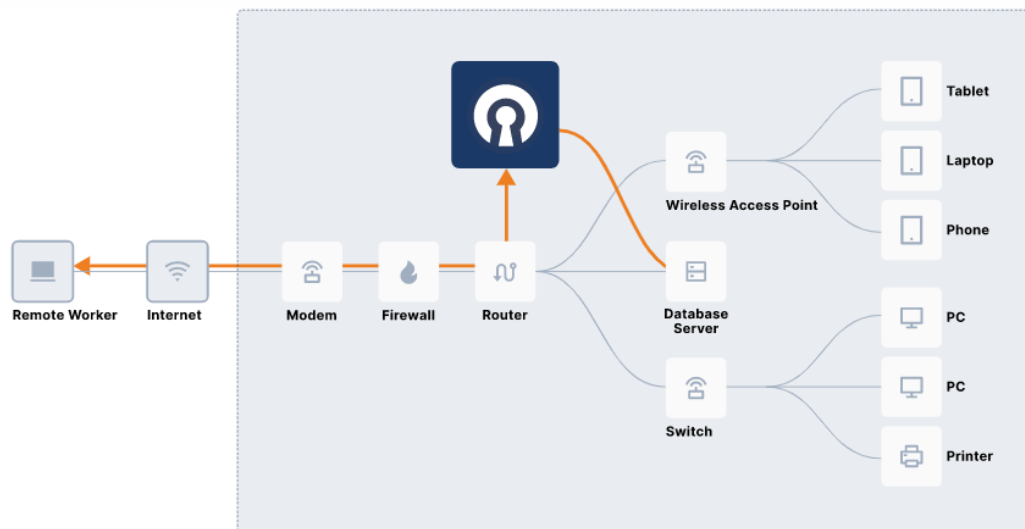 Tablet
Laptop
Wireless Access Point
Phone
Remote Worker
Internet
Modem
Firewall
Router
Database
Server
PC
PC
Switch
Printer